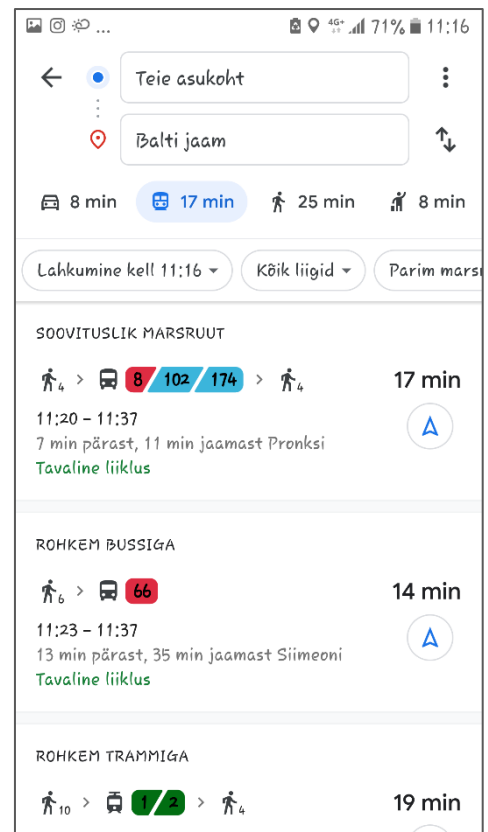 ... 4G+ 71% 11:16
Teie asukoht
Balti jaam
8 min 17 min 25 min 8 min
Lahkumine kell 11:16 Kõik liigid Parim mars
SOOVITUSLIK MARSRUUT
4 > 8 / 102 / 174 > 4 17 min
11:20 – 11:37
7 min pärast, 11 min jaamast Pronksi
Tavaline liiklus
ROHKEM BUSSIGA
6 > 66 14 min
11:23 – 11:37
13 min pärast, 35 min jaamast Siimeoni
Tavaline liiklus
ROHKEM TRAMMIGA
10 > 1 / 2 > 4 19 min